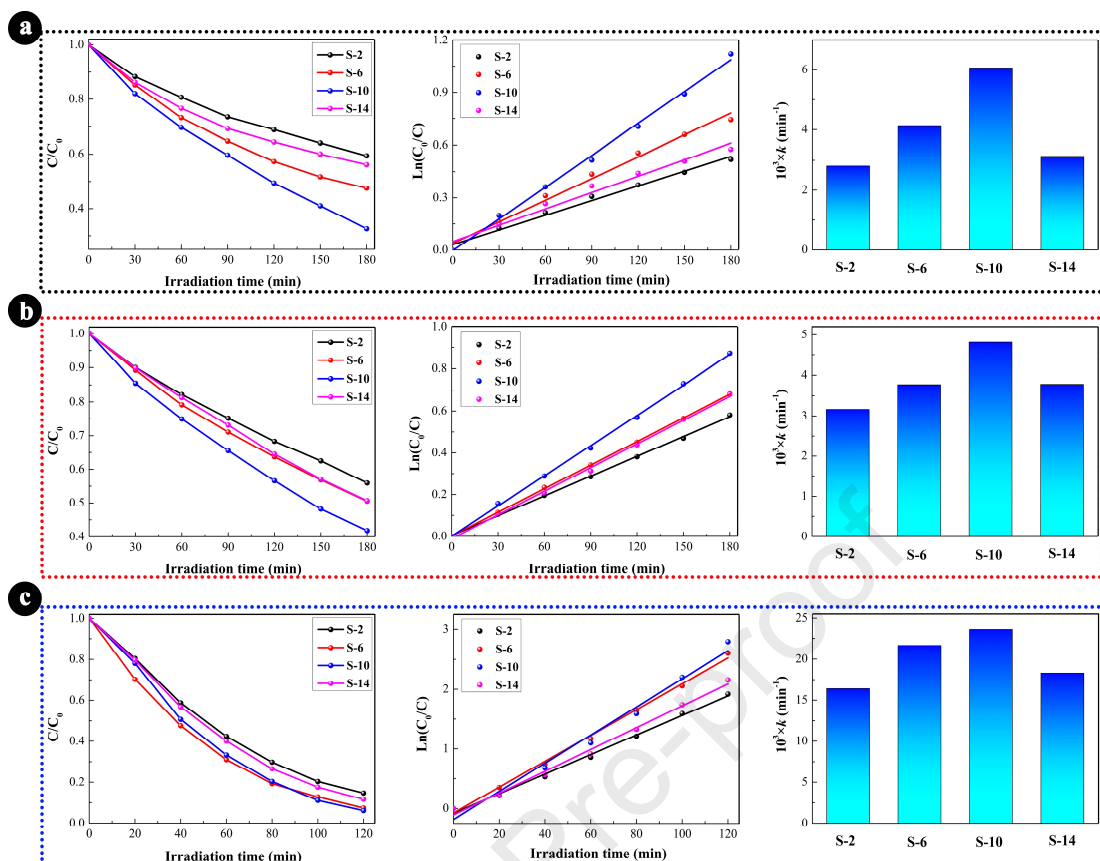 a
C/C₀
1.0
0.8
0.6
0.4
0 30 60 90 120 150 180
Irradiation time (min)
S-2
S-6
S-10
S-14
Ln(C₀/C)
1.2
0.9
0.6
0.3
0.0
0 30 60 90 120 150 180
Irradiation time (min)
S-2
S-6
S-10
S-14
10³×k (min⁻¹)
6
4
2
0
S-2 S-6 S-10 S-14
b
C/C₀
1.0
0.9
0.8
0.7
0.6
0.5
0.4
0 30 60 90 120 150 180
Irradiation time (min)
S-2
S-6
S-10
S-14
Ln(C₀/C)
1.0
0.8
0.6
0.4
0.2
0.0
0 30 60 90 120 150 180
Irradiation time (min)
S-2
S-6
S-10
S-14
10³×k (min⁻¹)
5
4
3
2
1
0
S-2 S-6 S-10 S-14
c
C/C₀
1.0
0.8
0.6
0.4
0.2
0.0
0 20 40 60 80 100 120
Irradiation time (min)
S-2
S-6
S-10
S-14
Ln(C₀/C)
3
2
1
0
0 20 40 60 80 100 120
Irradiation time (min)
S-2
S-6
S-10
S-14
10³×k (min⁻¹)
25
20
15
10
5
0
S-2 S-6 S-10 S-14
Pre-proof